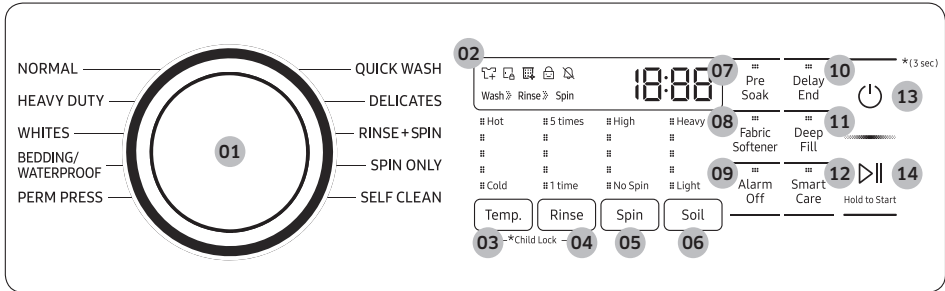 NORMAL
HEAVY DUTY
WHITES
BEDDING/
WATERPROOF
PERM PRESS
01
QUICK WASH
DELICATES
RINSE+SPIN
SPIN ONLY
SELF CLEAN
02
Wash Rinse Spin
18:88
Hot 5 times High Heavy
Cold 1 time No Spin Light
Temp. Rinse Spin Soil
03 *Child Lock 04 05 06
07 Pre
Soak
Delay
End 10
08 Fabric
Softener
Deep
Fill 11
09 Alarm
Off
Smart
Care 12
*(3 sec)
13
14
Hold to Start